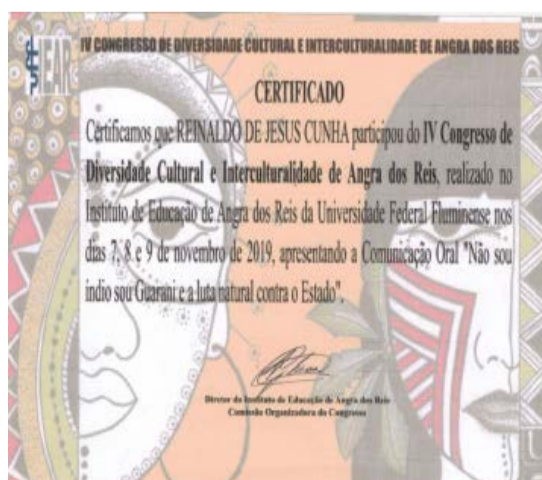 IEAR
IV CONGRESSO DE DIVERSIDADE CULTURAL E INTERCULTURALIDADE DE ANGRA DOS REIS
CERTIFICADO
Certificamos que REINALDO DE JESUS CUNHA participou do IV Congresso de
Diversidade Cultural e Interculturalidade de Angra dos Reis, realizado no
Instituto de Educação de Angra dos Reis da Universidade Federal Fluminense nos
dias 7, 8 e 9 de novembro de 2019, apresentando a Comunicação Oral "Não sou
índio sou Guarani e a luta natural contra o Estado".
Diretor do Instituto de Educação de Angra dos Reis
Comissão Organizadora do Congresso